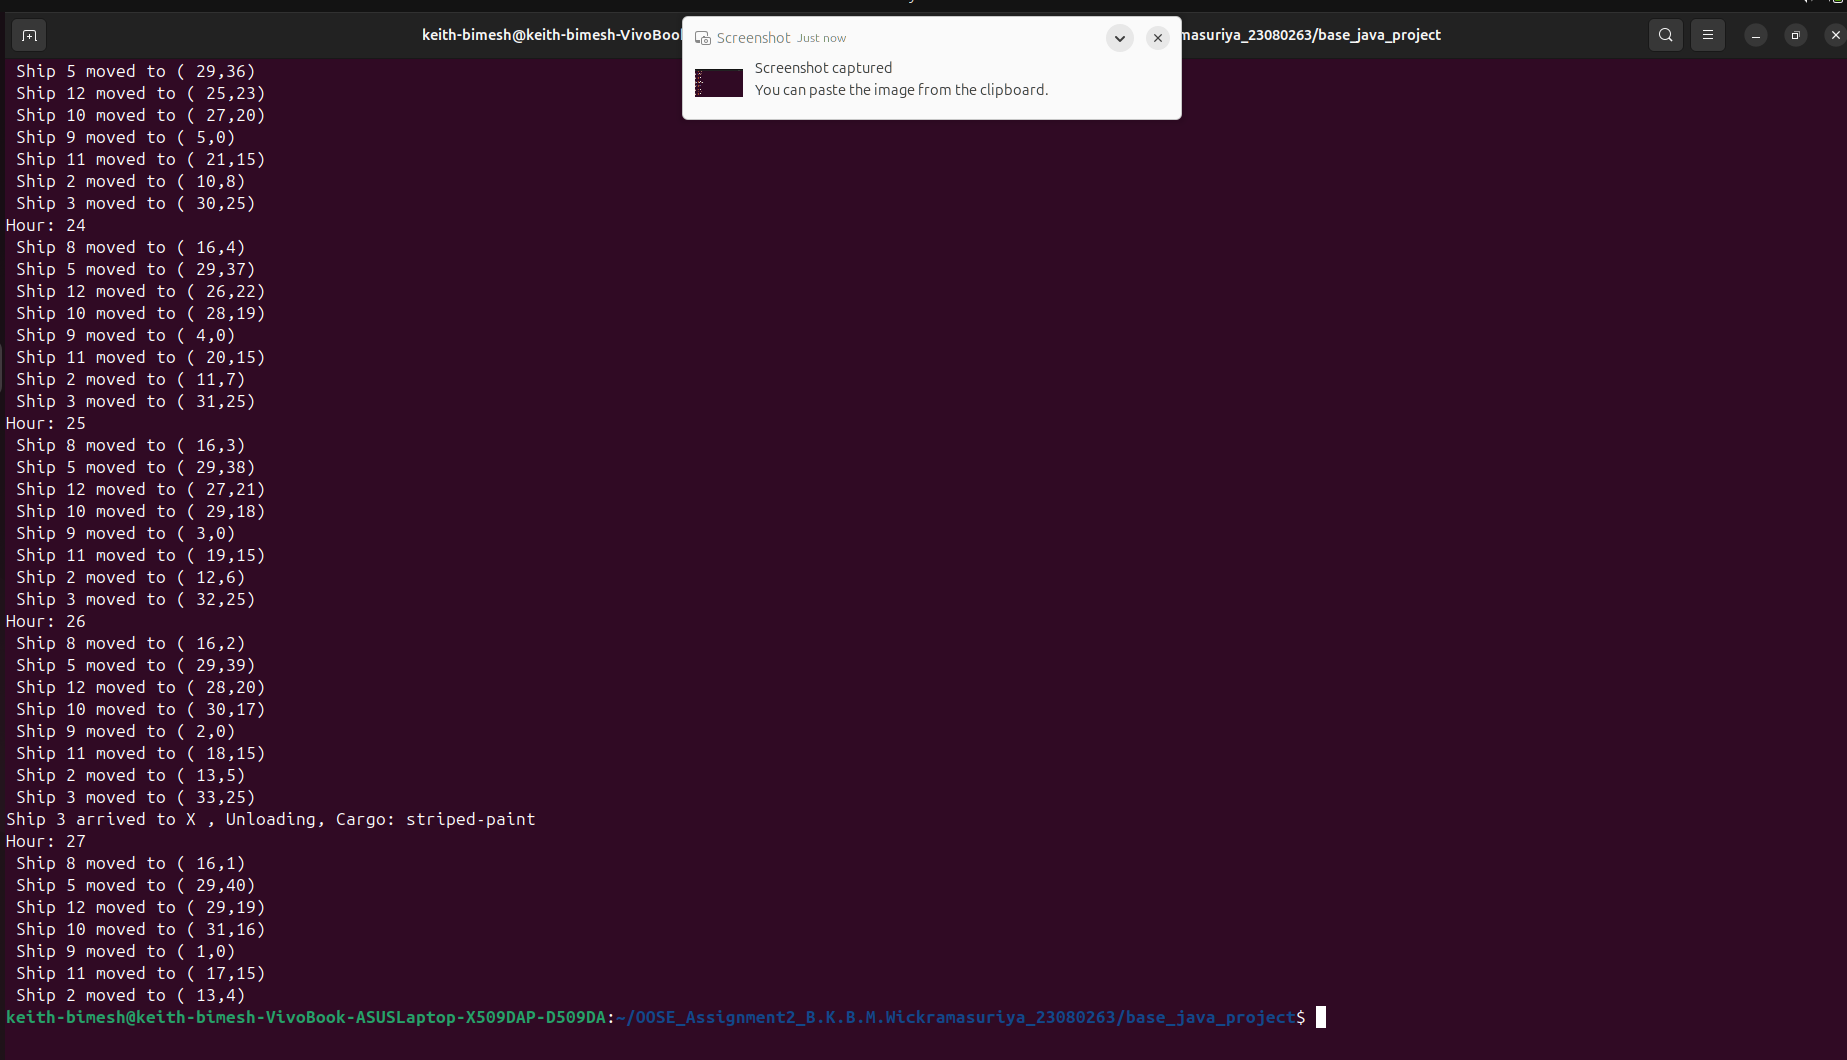 keith-bimesh@keith-bimesh-VivoBoo
masuriya_23080263/base_java_project
Screenshot Just now
Screenshot captured
You can paste the image from the clipboard.
Ship 5 moved to ( 29,36)
Ship 12 moved to ( 25,23)
Ship 10 moved to ( 27,20)
Ship 9 moved to ( 5,0)
Ship 11 moved to ( 21,15)
Ship 2 moved to ( 10,8)
Ship 3 moved to ( 30,25)
Hour: 24
Ship 8 moved to ( 16,4)
Ship 5 moved to ( 29,37)
Ship 12 moved to ( 26,22)
Ship 10 moved to ( 28,19)
Ship 9 moved to ( 4,0)
Ship 11 moved to ( 20,15)
Ship 2 moved to ( 11,7)
Ship 3 moved to ( 31,25)
Hour: 25
Ship 8 moved to ( 16,3)
Ship 5 moved to ( 29,38)
Ship 12 moved to ( 27,21)
Ship 10 moved to ( 29,18)
Ship 9 moved to ( 3,0)
Ship 11 moved to ( 19,15)
Ship 2 moved to ( 12,6)
Ship 3 moved to ( 32,25)
Hour: 26
Ship 8 moved to ( 16,2)
Ship 5 moved to ( 29,39)
Ship 12 moved to ( 28,20)
Ship 10 moved to ( 30,17)
Ship 9 moved to ( 2,0)
Ship 11 moved to ( 18,15)
Ship 2 moved to ( 13,5)
Ship 3 moved to ( 33,25)
Ship 3 arrived to X , Unloading, Cargo: striped-paint
Hour: 27
Ship 8 moved to ( 16,1)
Ship 5 moved to ( 29,40)
Ship 12 moved to ( 29,19)
Ship 10 moved to ( 31,16)
Ship 9 moved to ( 1,0)
Ship 11 moved to ( 17,15)
Ship 2 moved to ( 13,4)
keith-bimesh@keith-bimesh-VivoBook-ASUSLaptop-X509DAP-D509DA:~/OOSE_Assignment2_B.K.B.M.Wickramasuriya_23080263/base_java_project$